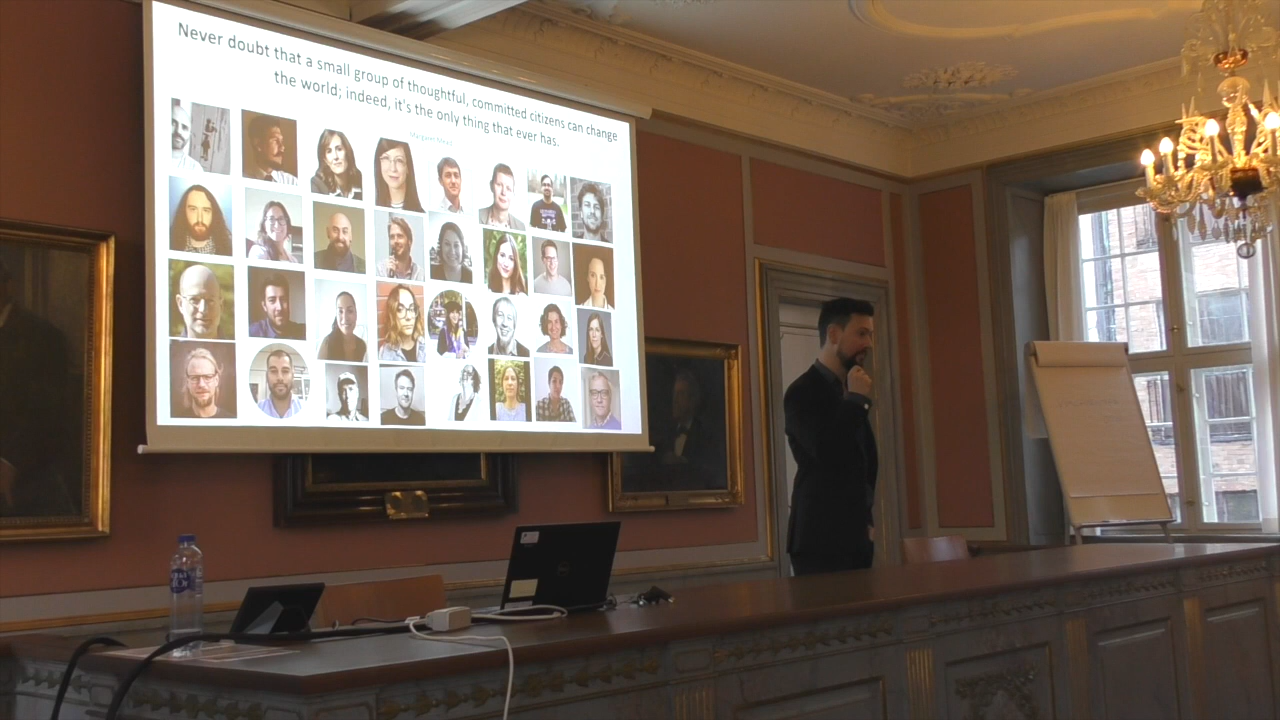 Never doubt that a small group of thoughtful, committed citizens can change
the world; indeed, it's the only thing that ever has.
Margaret Mead